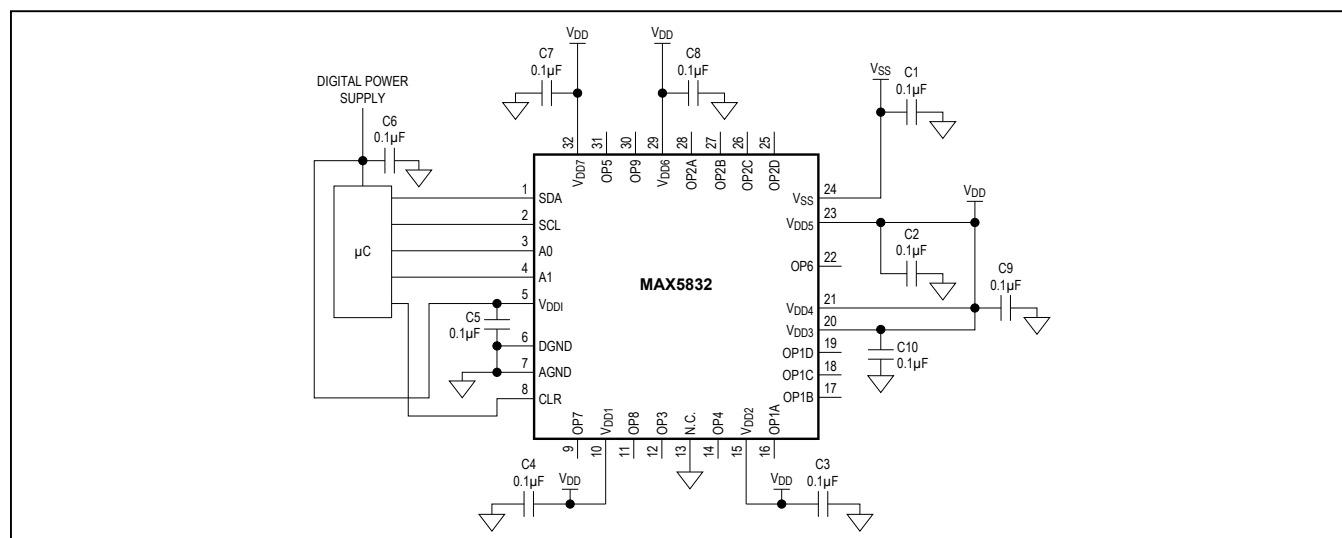 VDD
VDD
C7
0.1µF
C8
0.1µF
VSS
C1
0.1µF
DIGITAL POWER
SUPPLY
C6
0.1µF
32
31
30
29
28
27
26
25
VDD7
OP5
OP9
VDD6
OP2A
OP2B
OP2C
OP2D
µC
1
SDA
2
SCL
3
A0
4
A1
5
VDDI
6
DGND
7
AGND
8
CLR
C5
0.1µF
MAX5832
VSS
24
VDD5
23
OP6
22
VDD4
21
VDD3
20
OP1D
19
OP1C
18
OP1B
17
VDD
C2
0.1µF
C9
0.1µF
C10
0.1µF
OP7
VDD1
OP8
OP3
N.C.
OP4
VDD2
OP1A
9
10
11
12
13
14
15
16
C4
0.1µF
VDD
VDD
C3
0.1µF